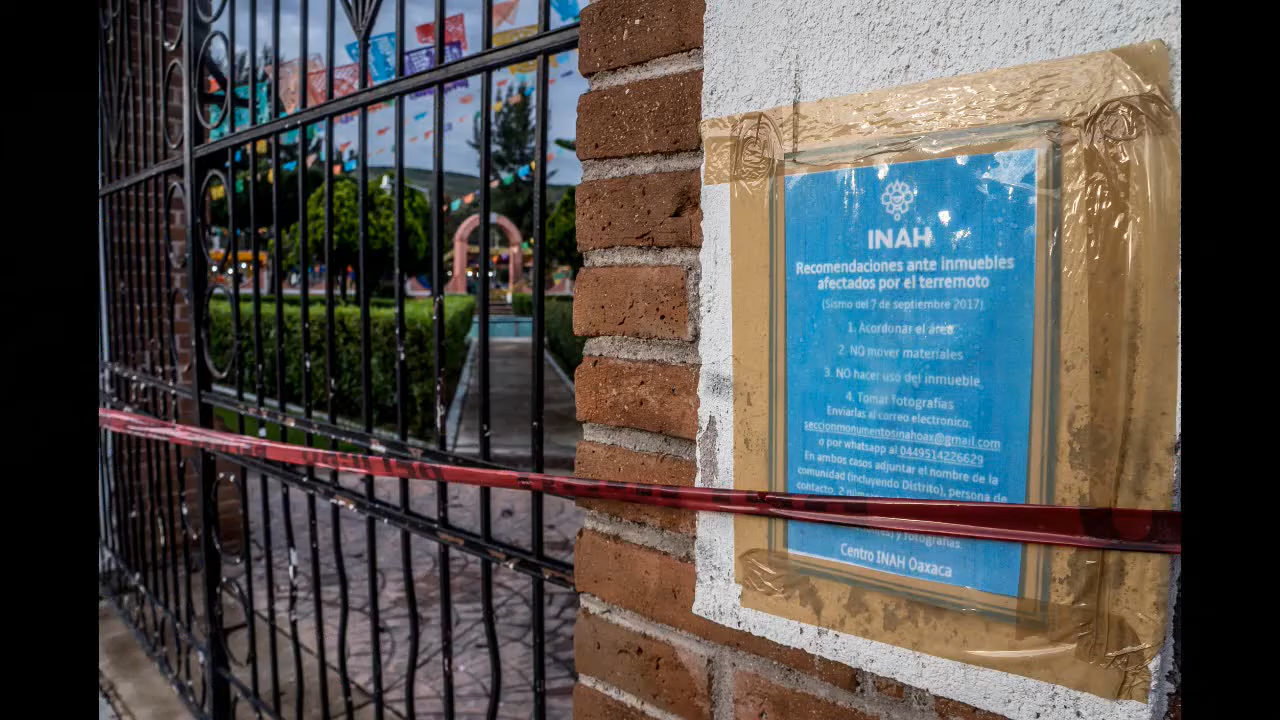 INAH
Recomendaciones ante inmuebles
afectados por el terremoto
(Sismo del 7 de septiembre 2017)
1. Acordonar el área
2. NO mover materiales
3. NO hacer uso del inmueble
4. Tomar fotografías
Enviarlas al correo electronico:
seccionmonumentosinahoax@gmail.com
o por whatsapp al 0449514226629
En ambos casos adjuntar el nombre de la
comunidad (incluyendo Distrito), persona de
contacto, 2
y fotografías.
Centro INAH Oaxaca